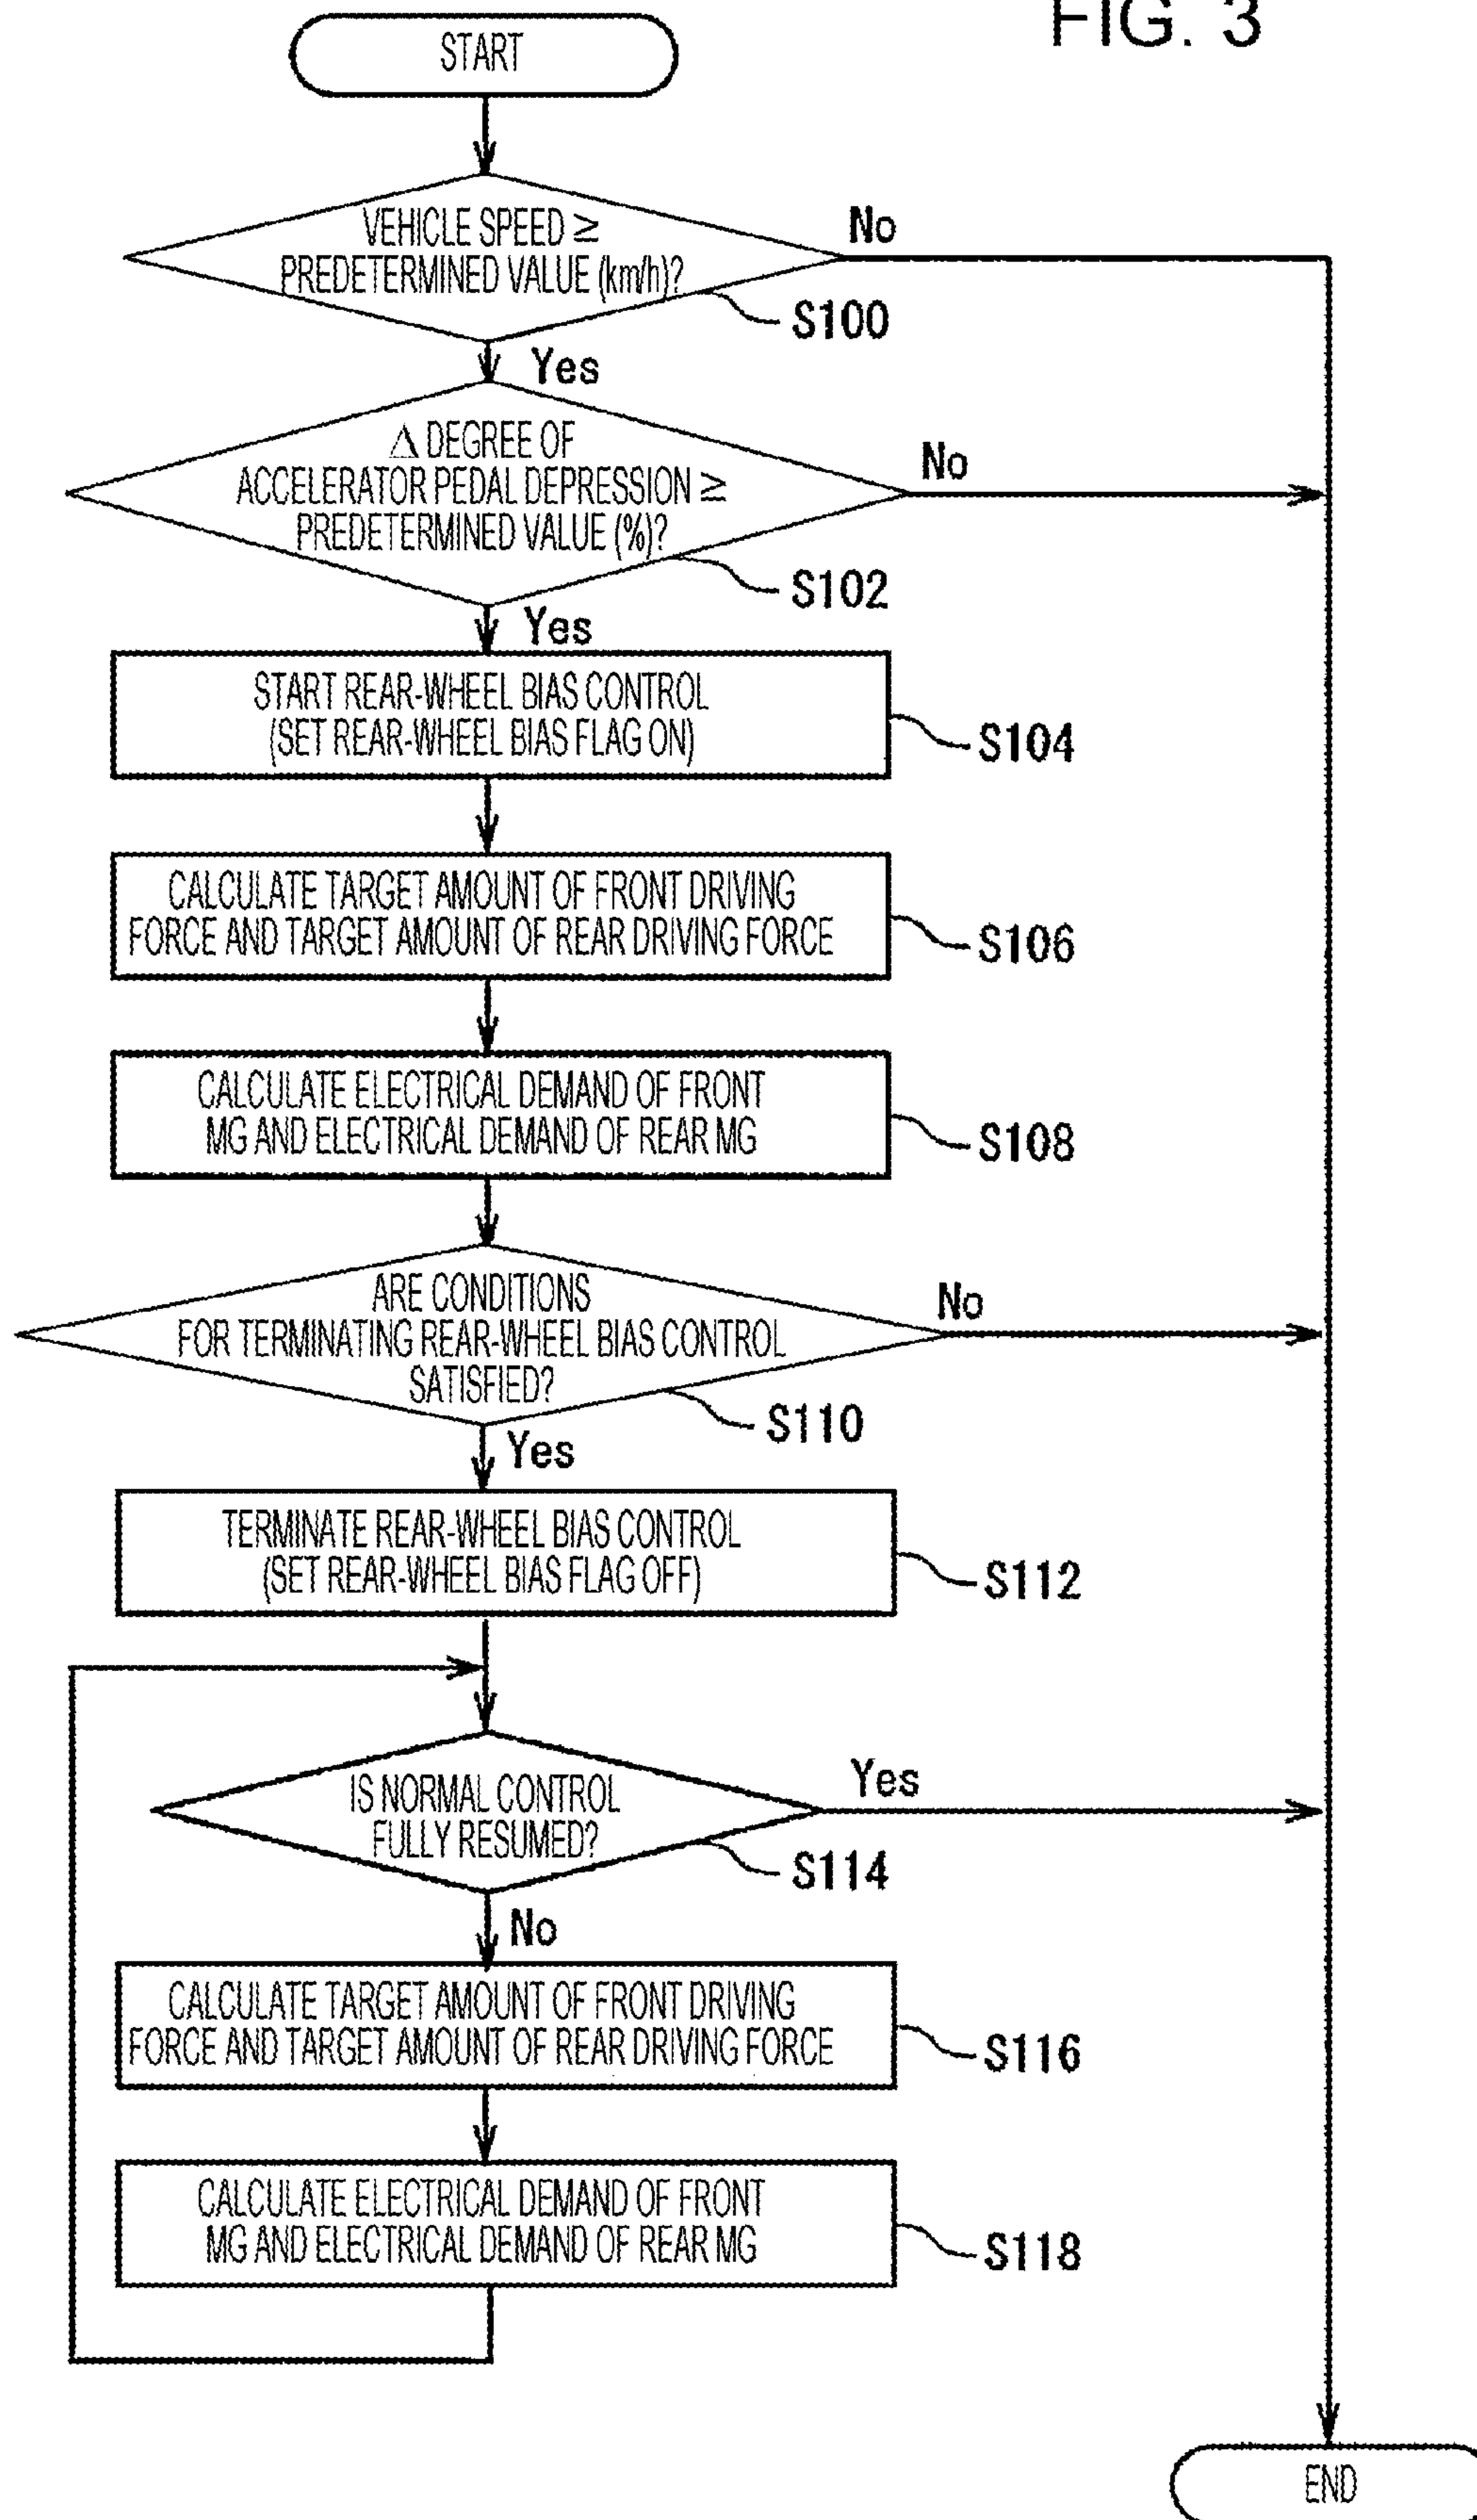 FIG. 3
START
VEHICLE SPEED ≧
PREDETERMINED VALUE (km/h)?
No
S100
Yes
Δ DEGREE OF
ACCELERATOR PEDAL DEPRESSION ≧
PREDETERMINED VALUE (%)?
No
S102
Yes
START REAR-WHEEL BIAS CONTROL
(SET REAR-WHEEL BIAS FLAG ON)
S104
CALCULATE TARGET AMOUNT OF FRONT DRIVING
FORCE AND TARGET AMOUNT OF REAR DRIVING FORCE
S106
CALCULATE ELECTRICAL DEMAND OF FRONT
MG AND ELECTRICAL DEMAND OF REAR MG
S108
ARE CONDITIONS
FOR TERMINATING REAR-WHEEL BIAS CONTROL
SATISFIED?
No
S110
Yes
TERMINATE REAR-WHEEL BIAS CONTROL
(SET REAR-WHEEL BIAS FLAG OFF)
S112
IS NORMAL CONTROL
FULLY RESUMED?
Yes
S114
No
CALCULATE TARGET AMOUNT OF FRONT DRIVING
FORCE AND TARGET AMOUNT OF REAR DRIVING FORCE
S116
CALCULATE ELECTRICAL DEMAND OF FRONT
MG AND ELECTRICAL DEMAND OF REAR MG
S118
END